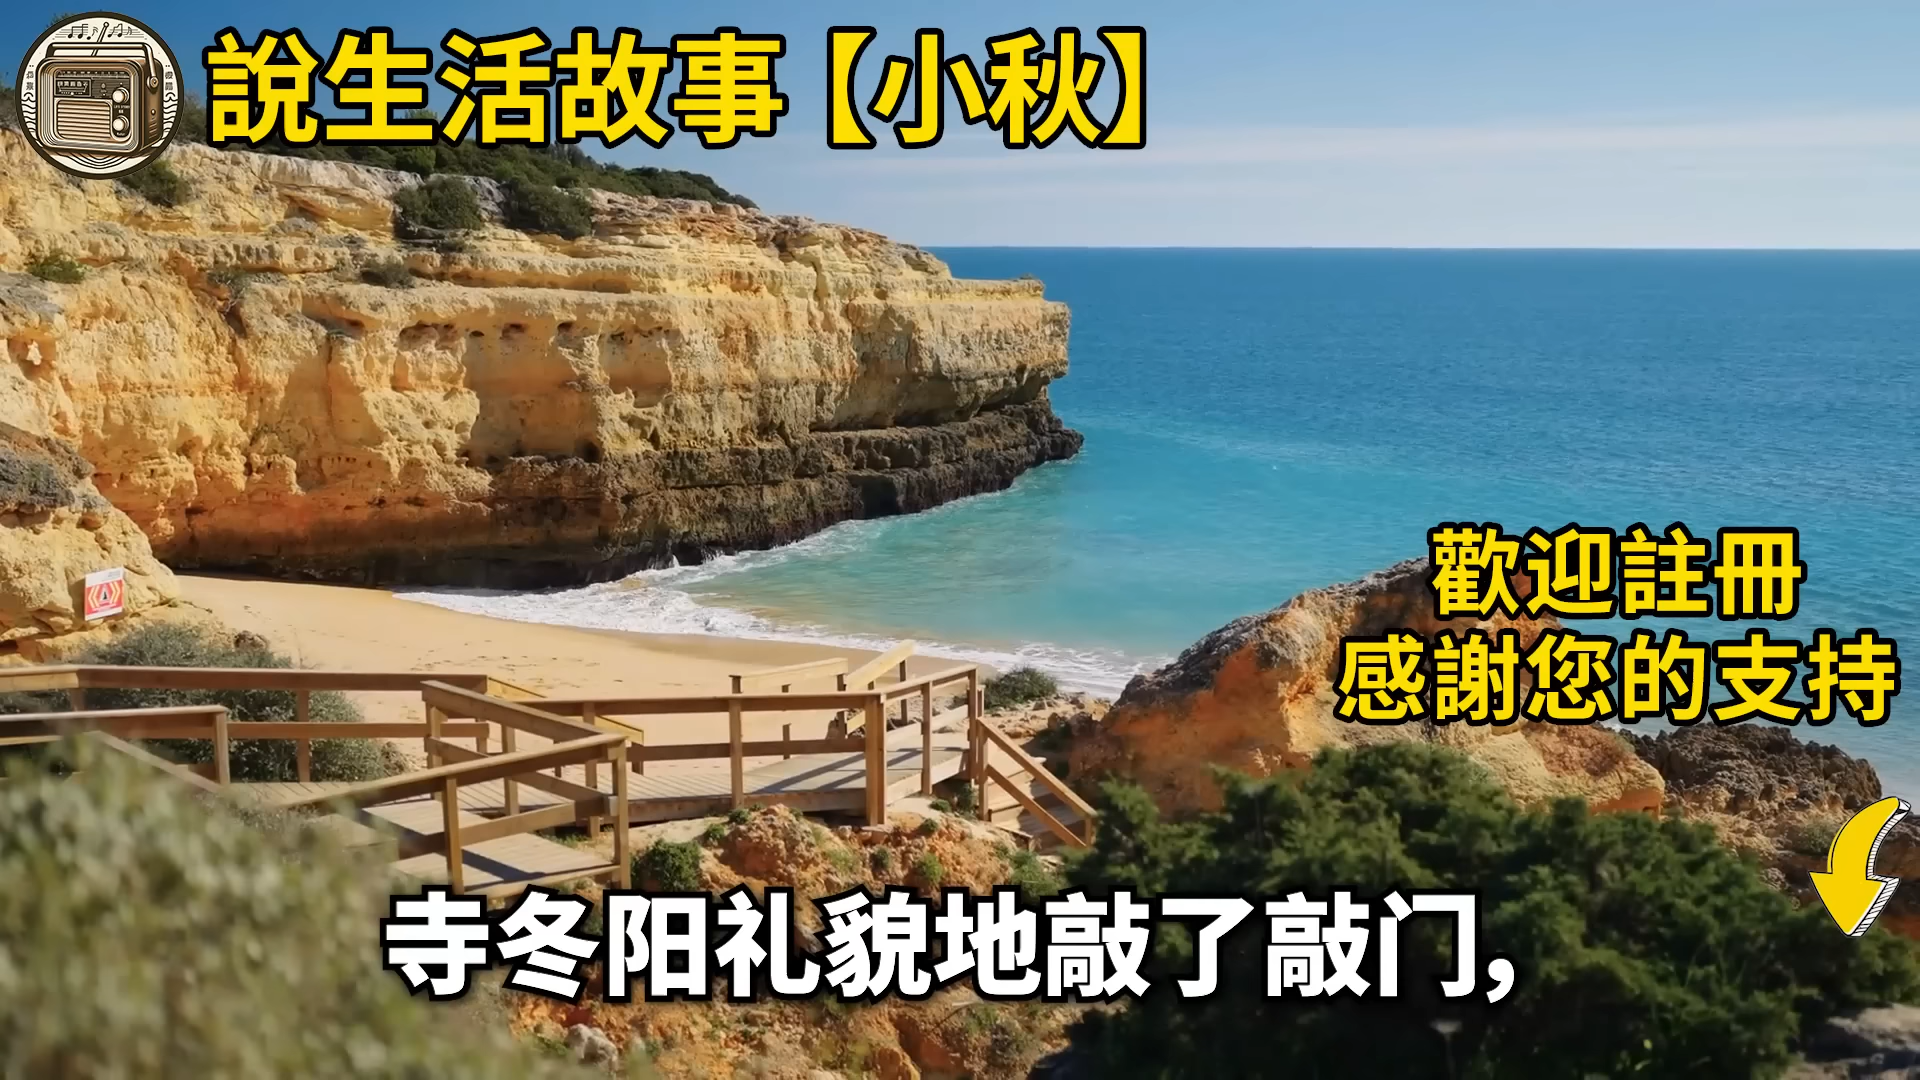 說生活故事【小秋】
歡迎註冊
感謝您的支持
寺冬阳礼貌地敲了敲门，